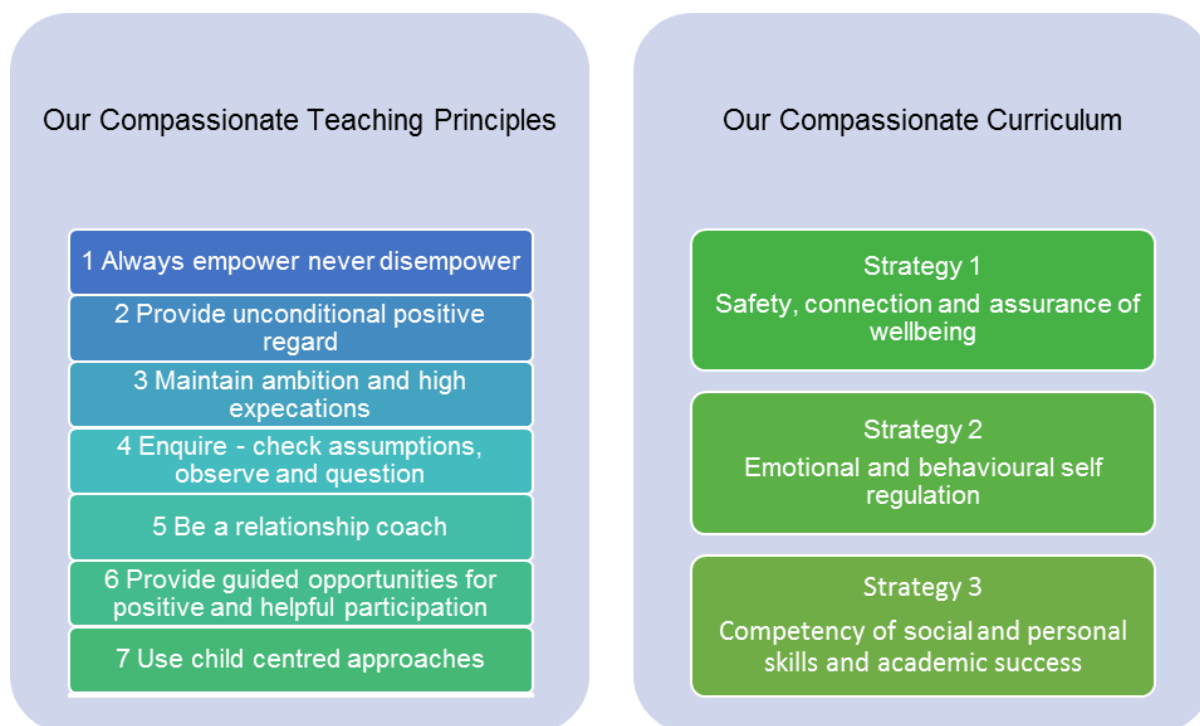 Our Compassionate Teaching Principles
1 Always empower never disempower
2 Provide unconditional positive
regard
3 Maintain ambition and high
expecations
4 Enquire - check assumptions,
observe and question
5 Be a relationship coach
6 Provide guided opportunities for
positive and helpful participation
7 Use child centred approaches
Our Compassionate Curriculum
Strategy 1
Safety, connection and assurance of
wellbeing
Strategy 2
Emotional and behavioural self
regulation
Strategy 3
Competency of social and personal
skills and academic success